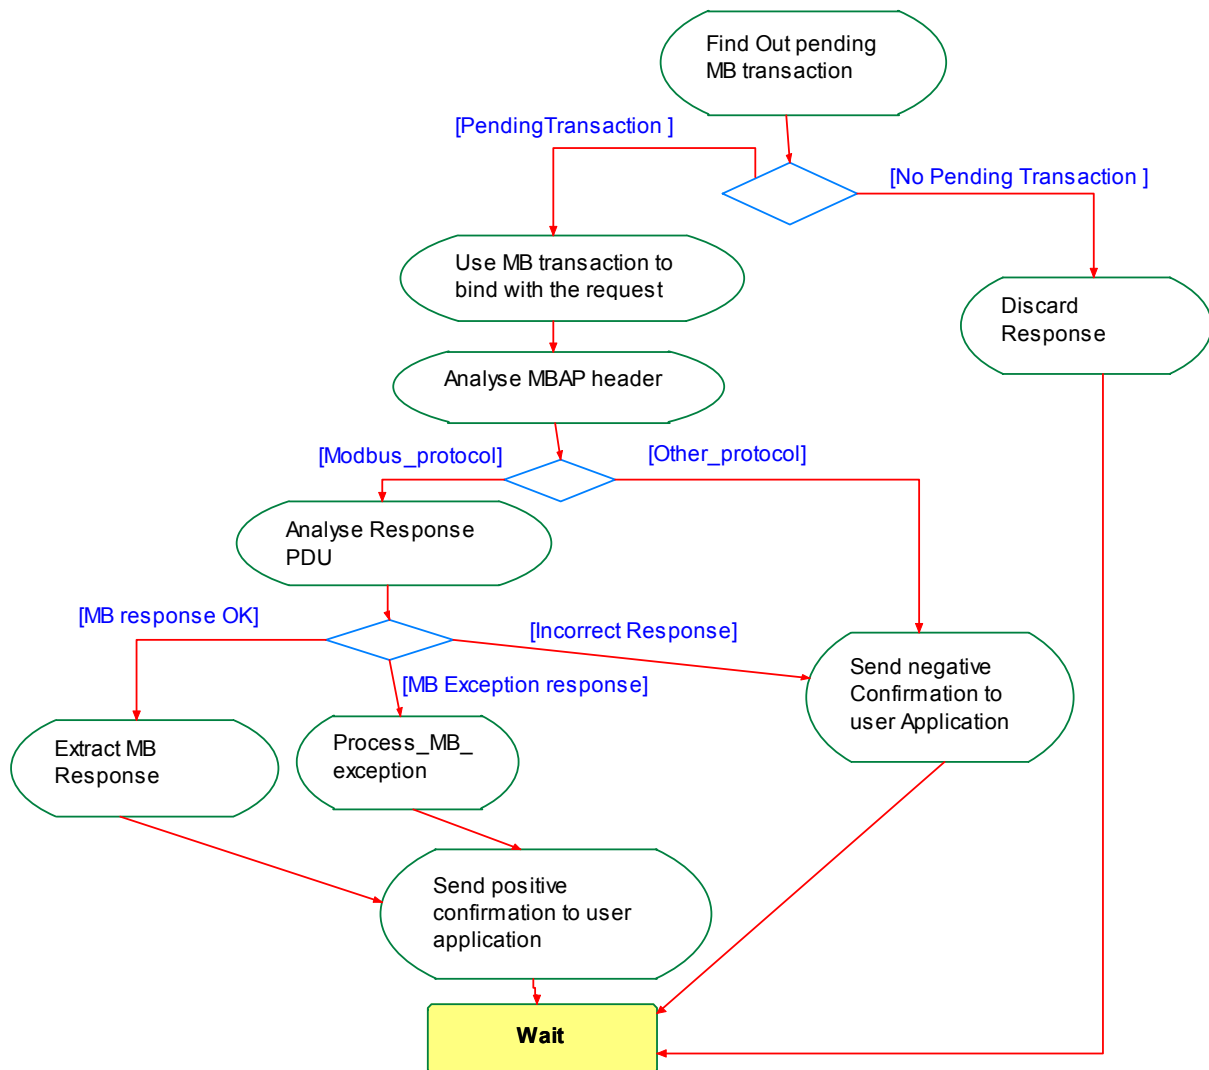 Find Out pending
MB transaction
[PendingTransaction ]
[No Pending Transaction ]
Use MB transaction to
bind with the request
Discard
Response
Analyse MBAP header
[Modbus_protocol]
[Other_protocol]
Analyse Response
PDU
[MB response OK]
[Incorrect Response]
[MB Exception response]
Send negative
Confirmation to
user Application
Extract MB
Response
Process_MB_
exception
Send positive
confirmation to user
application
Wait